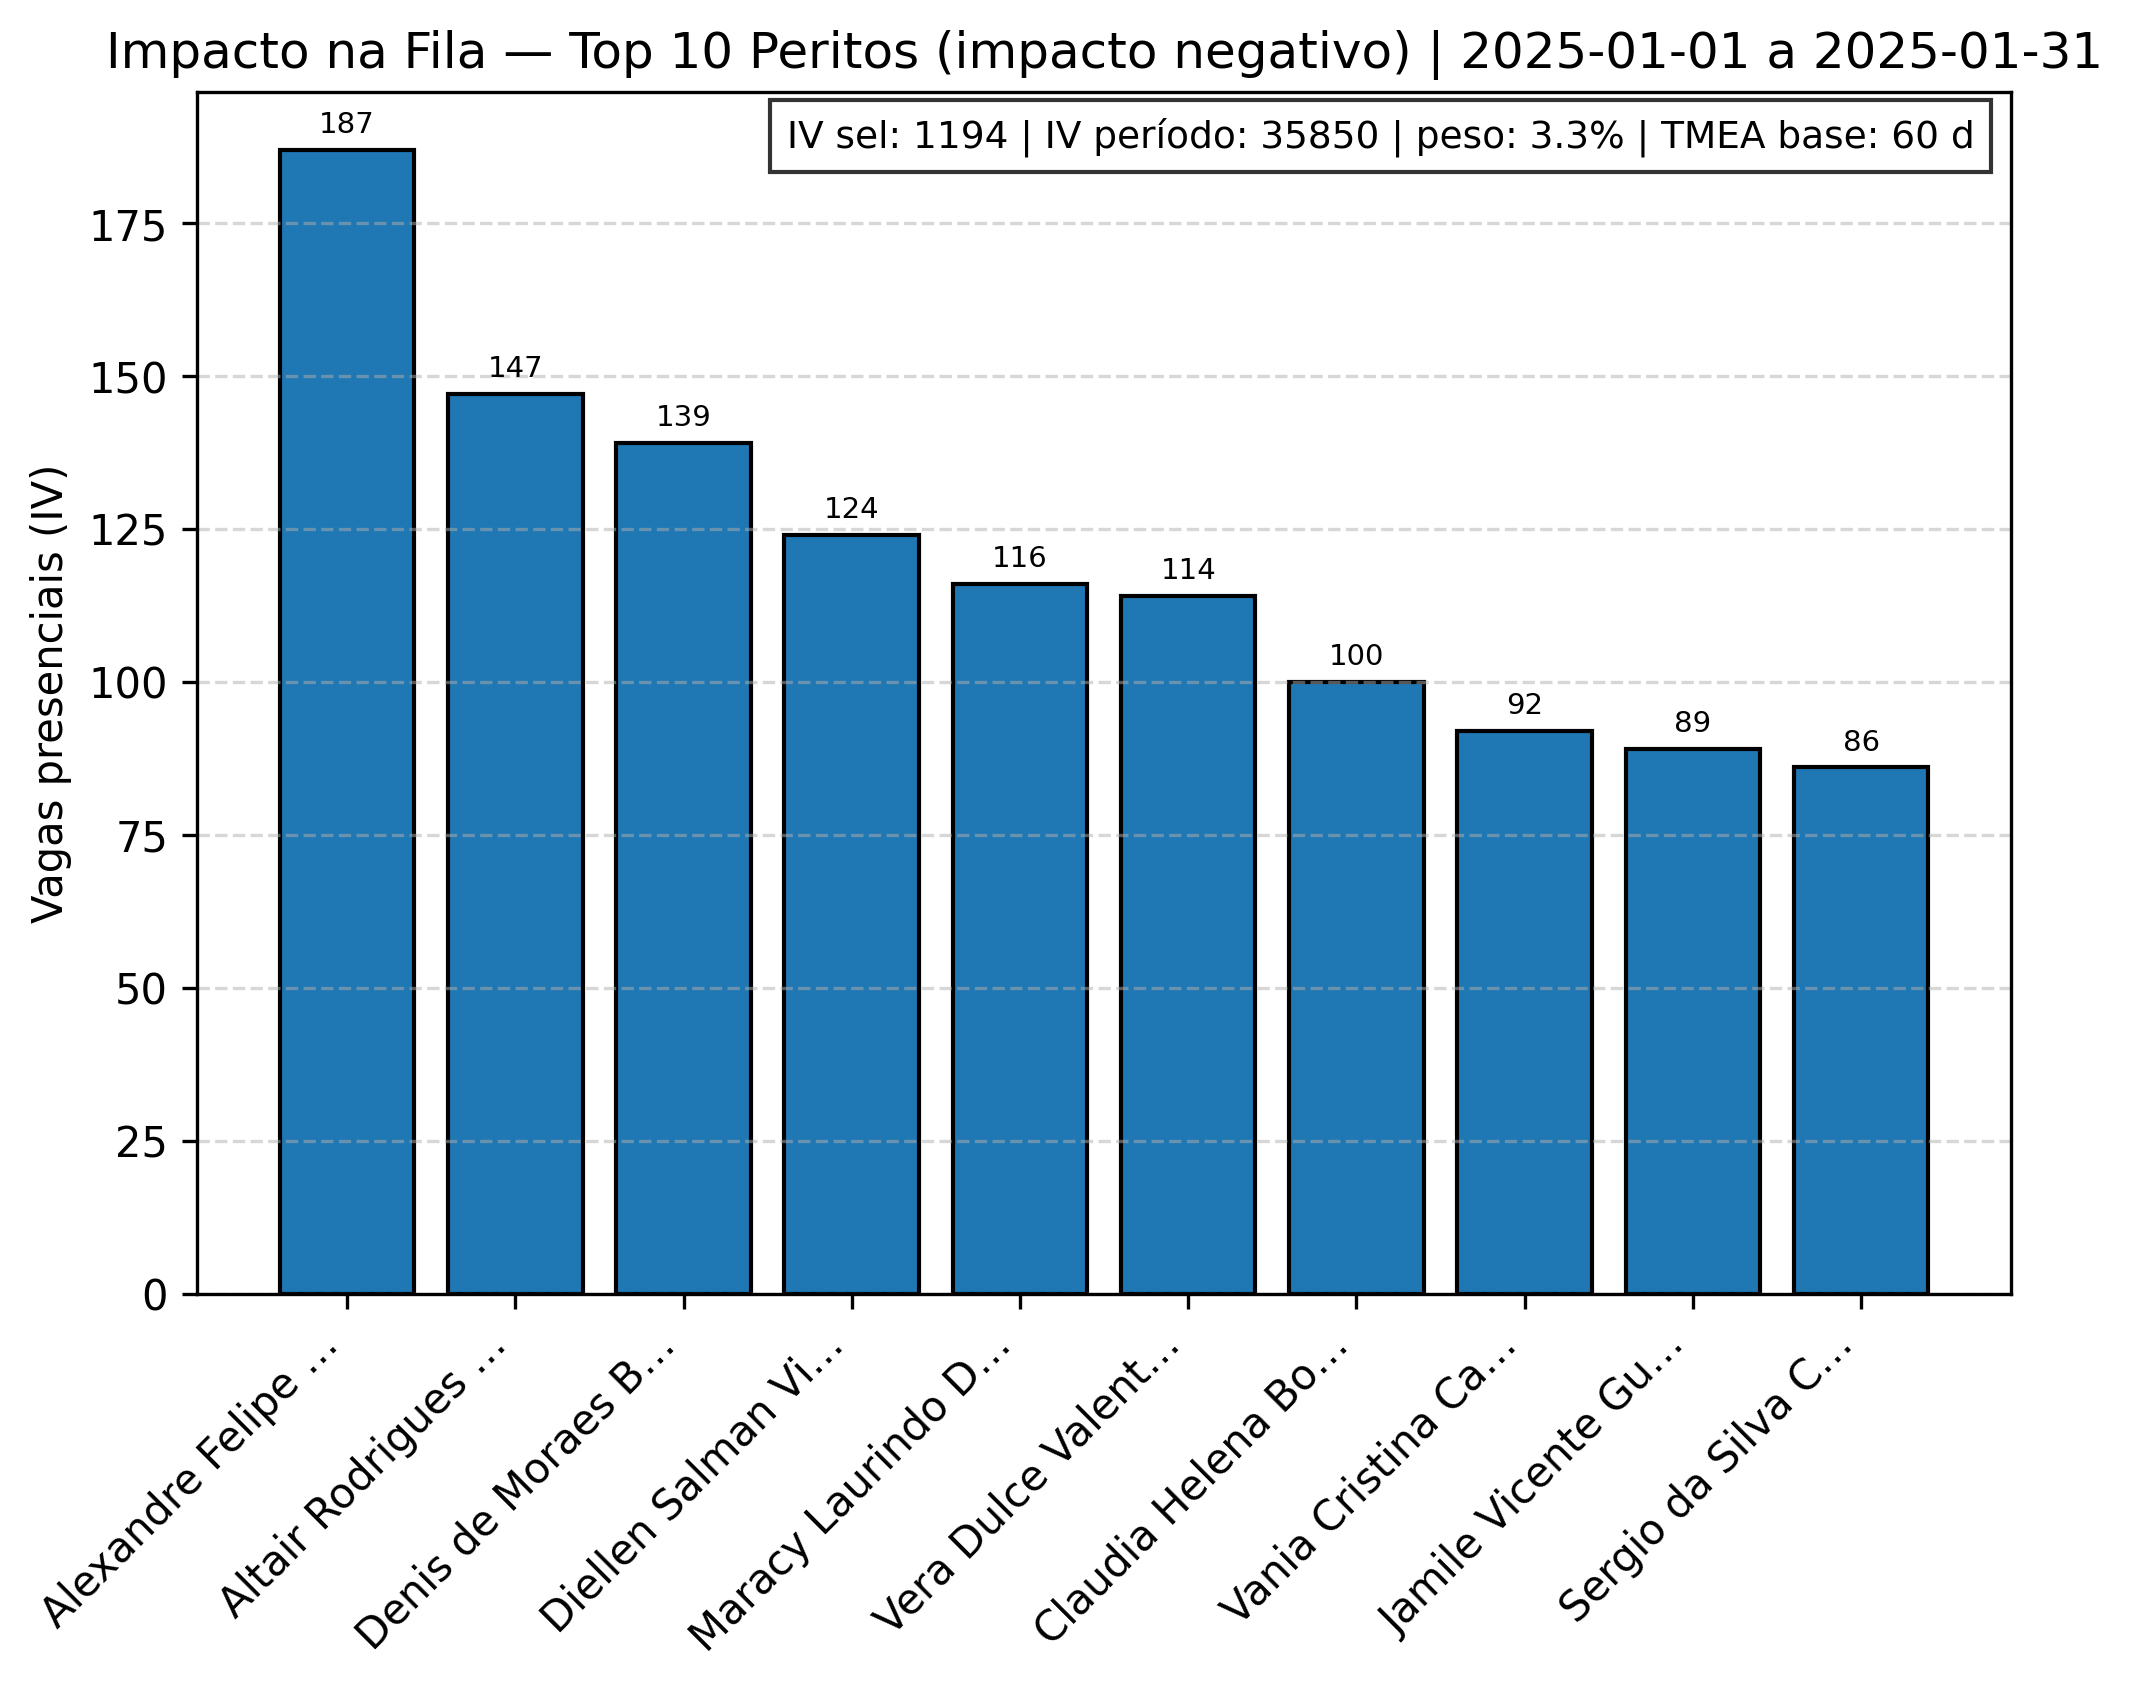 Impacto na Fila — Top 10 Peritos (impacto negativo) | 2025-01-01 a 2025-01-31
IV sel: 1194 | IV período: 35850 | peso: 3.3% | TMEA base: 60 d
Vagas presenciais (IV)
175
150
125
100
75
50
25
0
187
147
139
124
116
114
100
92
89
86
Alexandre Felipe ...
Altair Rodrigues ...
Denis de Moraes B...
Diellen Salman Vi...
Maracy Laurindo D...
Vera Dulce Valent...
Claudia Helena Bo...
Vania Cristina Ca...
Jamile Vicente Gu...
Sergio da Silva C...